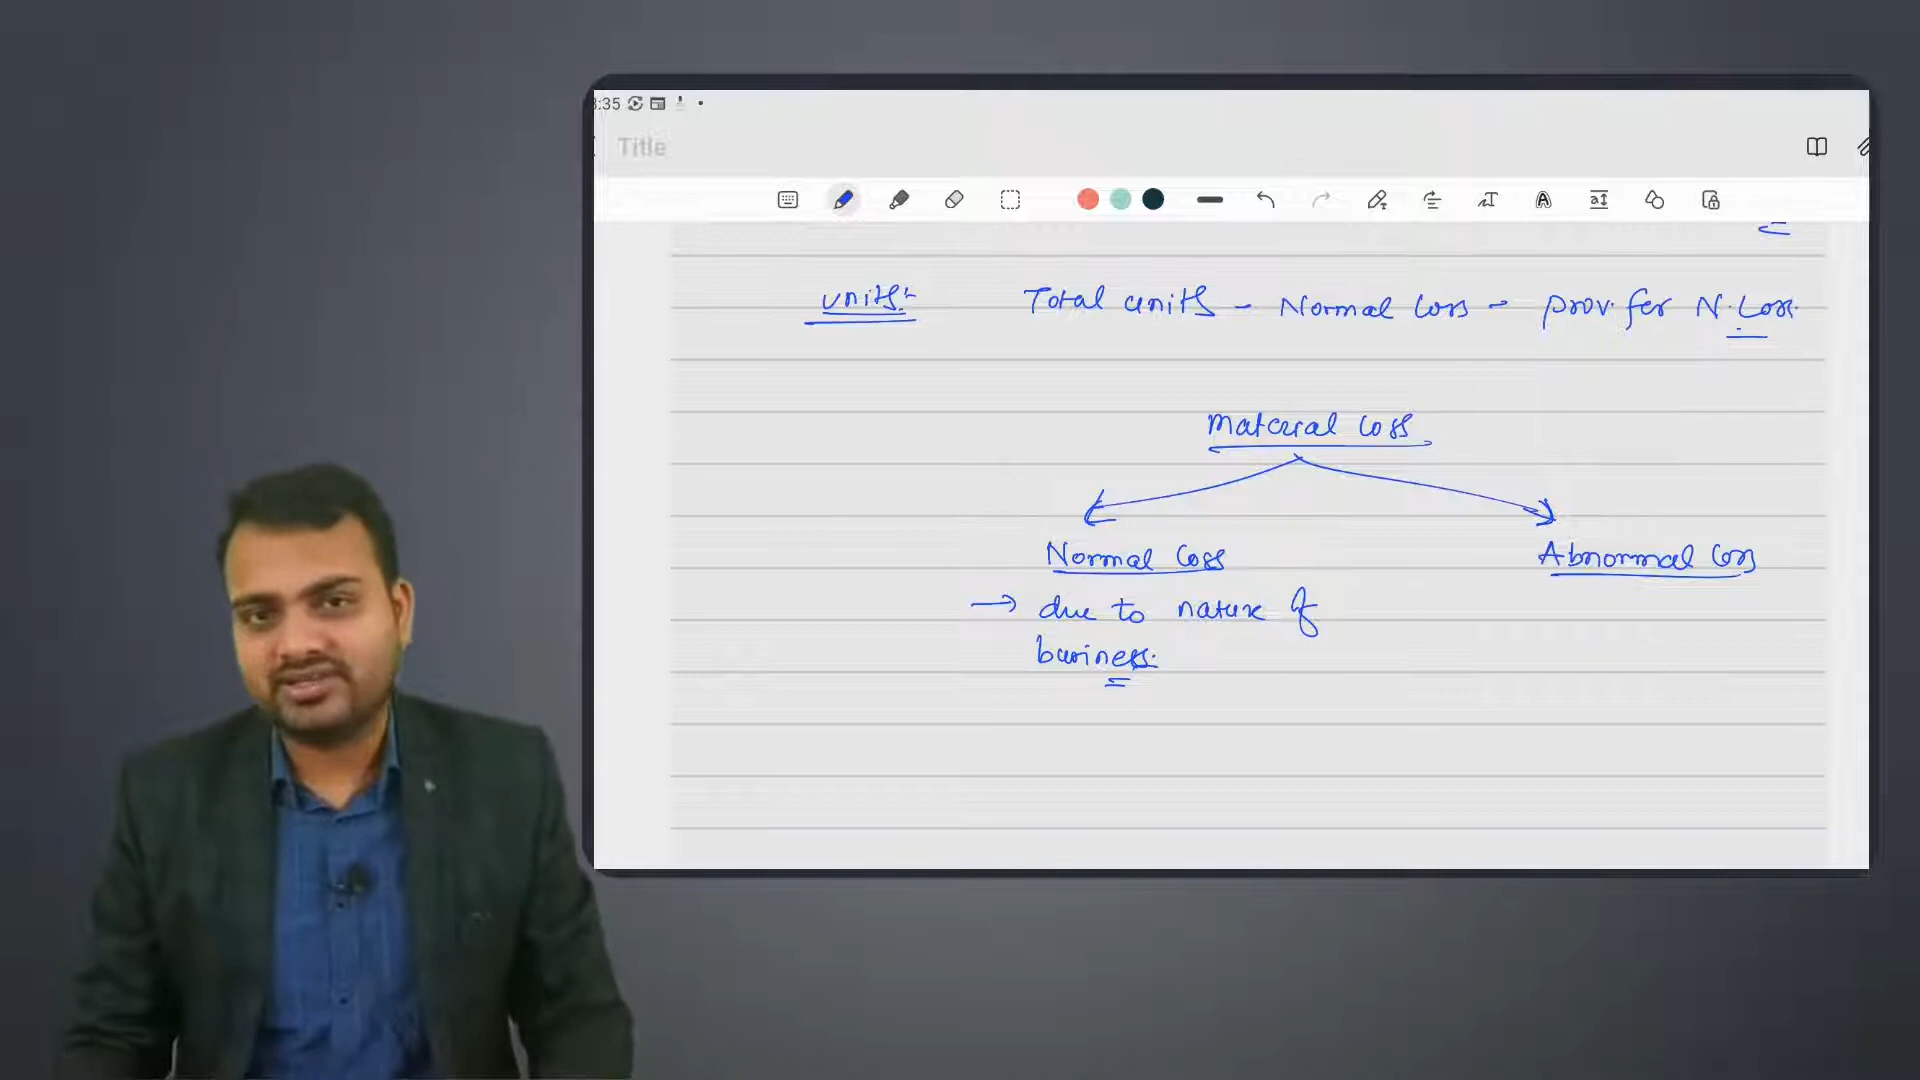 :35
Title
units:- Total units - Normal Loss - prov. for N. Loss.
Material Loss
Normal Loss Abnormal Loss
→ due to nature of
business.